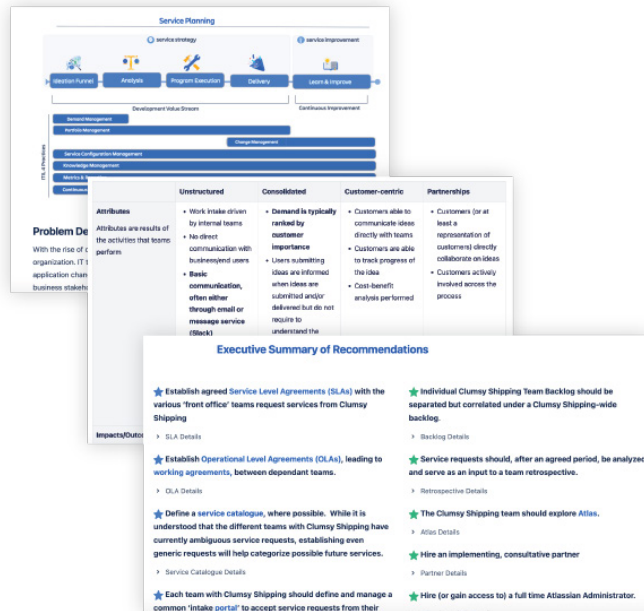 Service Planning
service strategy
service improvement
Ideation Funnel
Analysis
Program Execution
Delivery
Learn & Improve
Development Value Stream
Continuous Improvement
ITIL 4 Practices
Demand Management
Portfolio Management
Change Management
Service Configuration Management
Knowledge Management
Metrics &
Continuous
Problem De
With the rise of
organization. IT
application chan
business stakeh
Unstructured
Consolidated
Customer-centric
Partnerships
Attributes
Attributes are results of
the activities that teams
perform
• Work intake driven
by internal teams
• No direct
communication with
business/end users
• Basic
communication,
often either
through email or
message service
(Slack)
• Demand is typically
ranked by
customer
importance
• Users submitting
ideas are informed
when ideas are
submitted and/or
delivered but do not
require to
understand the
• Customers able to
communicate ideas
directly with teams
• Customers are able
to track progress of
the idea
• Cost-benefit
analysis performed
• Customers (or at
least a
representation of
customers) directly
collaborate on ideas
• Customers actively
involved across the
process
Impacts/Outco
Executive Summary of Recommendations
Establish agreed Service Level Agreements (SLAs) with the
various 'front office' teams request services from Clumsy
Shipping
> SLA Details
Establish Operational Level Agreements (OLAs), leading to
working agreements, between dependant teams.
> OLA Details
Define a service catalogue, where possible. While it is
understood that the different teams with Clumsy Shipping have
currently ambiguous service requests, establishing even
generic requests will help categorize possible future services.
> Service Catalogue Details
Each team with Clumsy Shipping should define and manage a
common 'intake portal' to accept service requests from their
Individual Clumsy Shipping Team Backlog should be
separated but correlated under a Clumsy Shipping-wide
backlog.
> Backlog Details
Service requests should, after an agreed period, be analyzed
and serve as an input to a team retrospective.
> Retrospective Details
The Clumsy Shipping team should explore Atlas.
> Atlas Details
Hire an implementing, consultative partner
> Partner Details
Hire (or gain access to) a full time Atlassian Administrator.